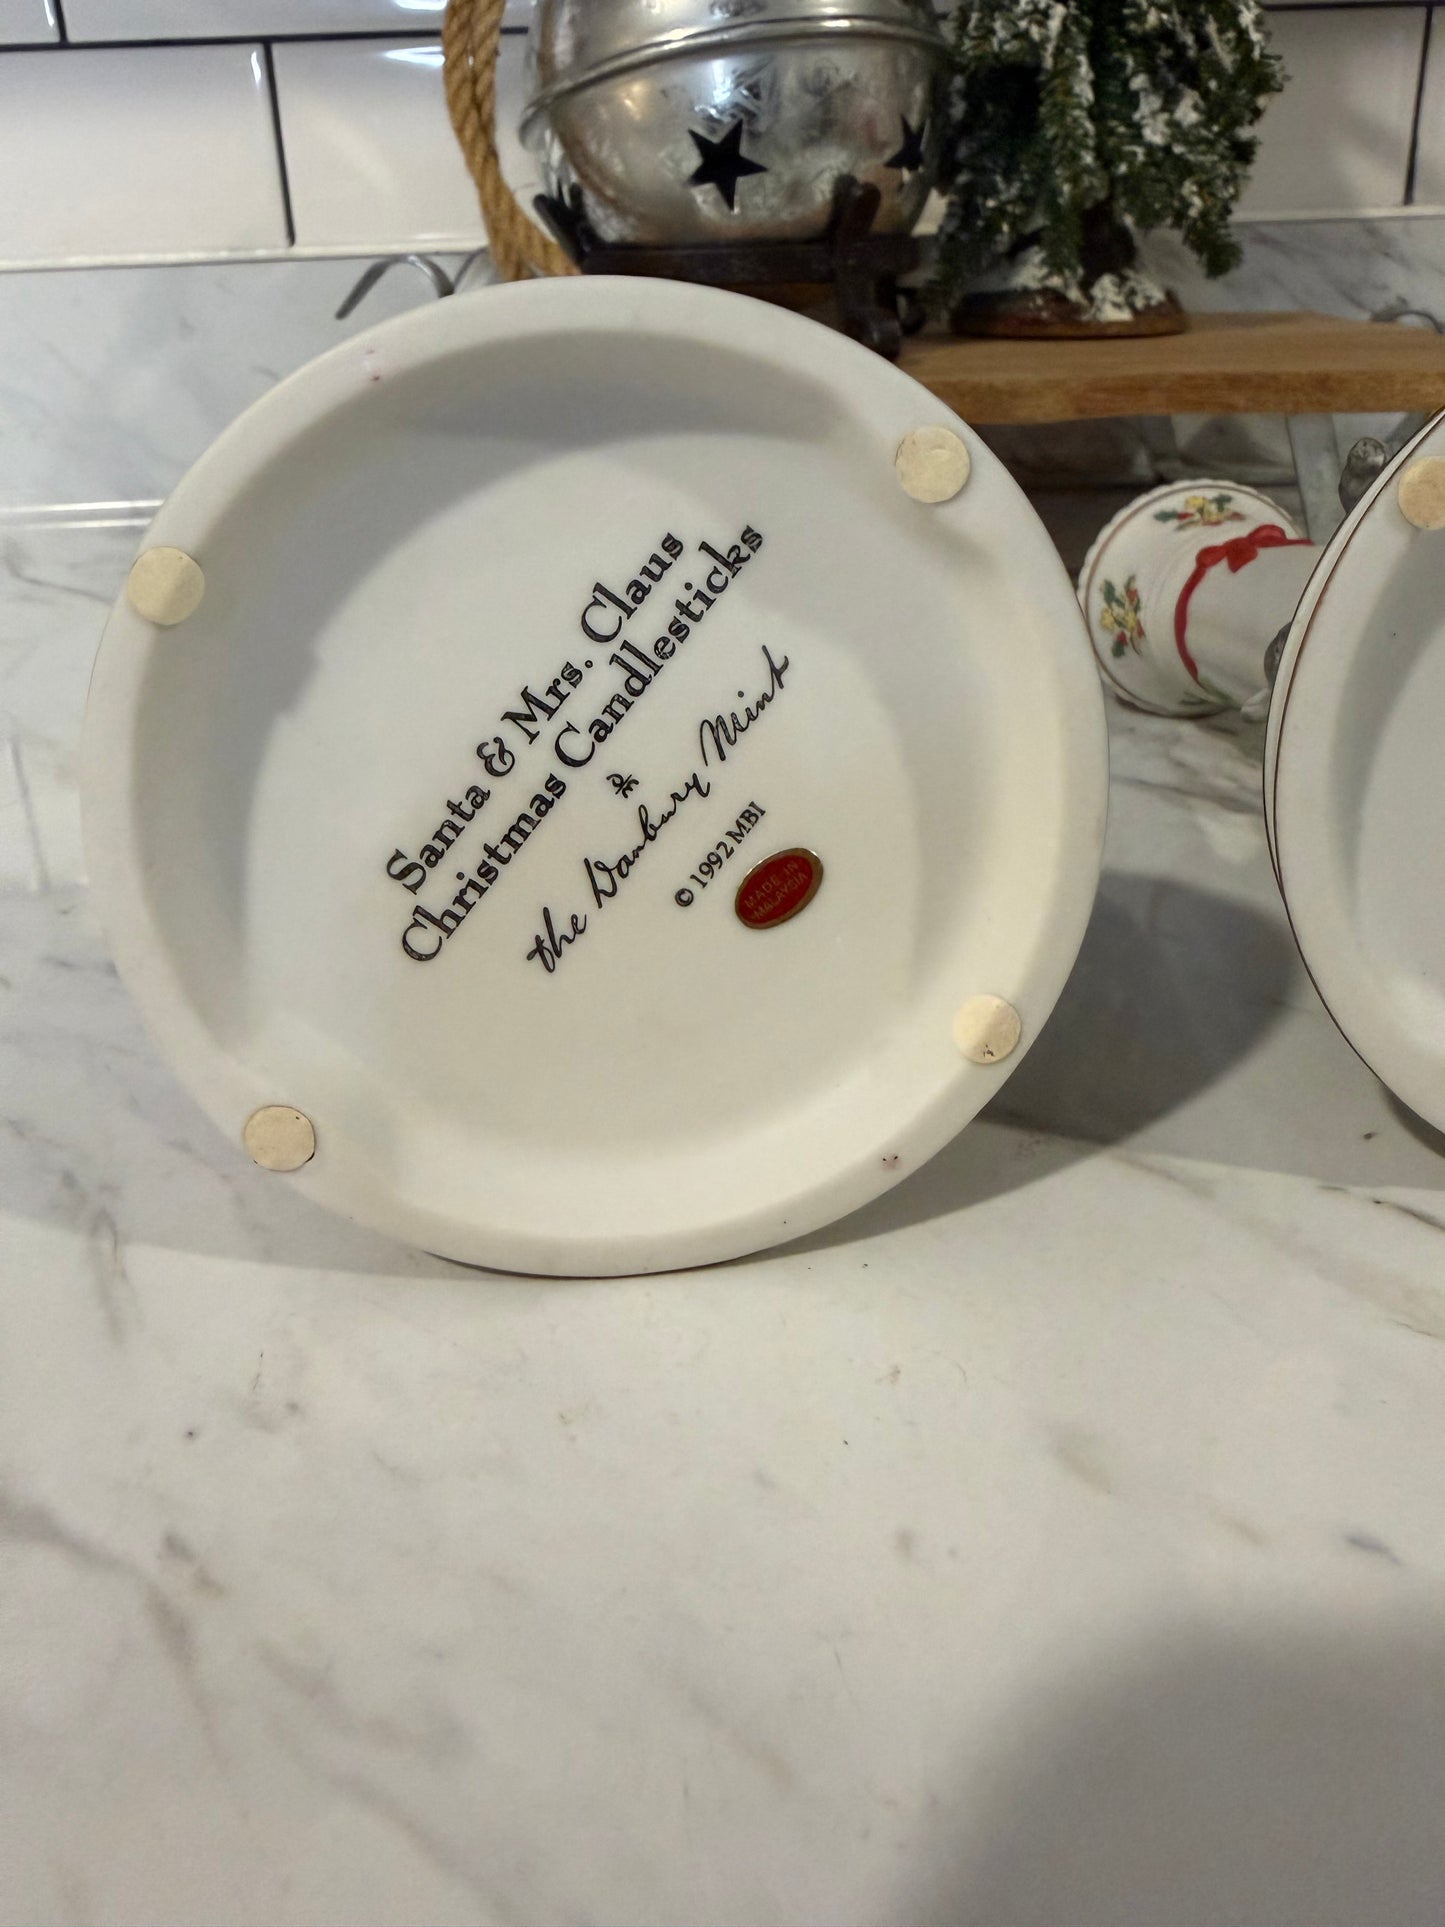 Santa & Mrs. Claus
Christmas Candlesticks
the Danbury Mint
© 1992 MBI
MADE IN
MALAYSIA